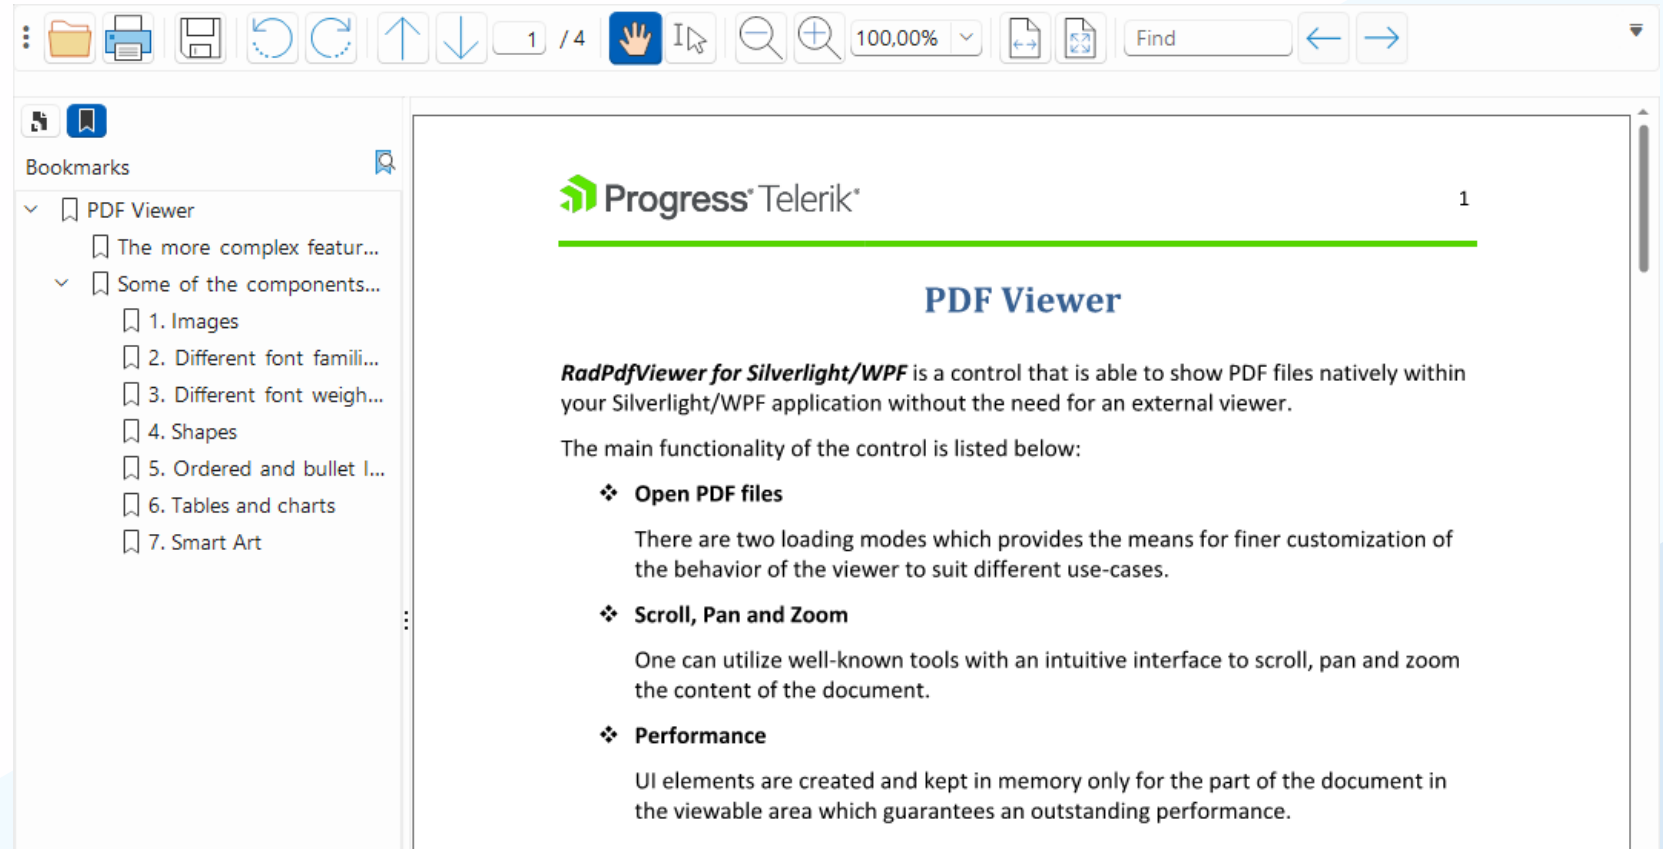 1 / 4 100,00% Find
Bookmarks
PDF Viewer
The more complex featur...
Some of the components...
1. Images
2. Different font famili...
3. Different font weigh...
4. Shapes
5. Ordered and bullet l...
6. Tables and charts
7. Smart Art
Progress® Telerik® 1
PDF Viewer
RadPdfViewer for Silverlight/WPF is a control that is able to show PDF files natively within
your Silverlight/WPF application without the need for an external viewer.
The main functionality of the control is listed below:
❖ Open PDF files
There are two loading modes which provides the means for finer customization of
the behavior of the viewer to suit different use-cases.
❖ Scroll, Pan and Zoom
One can utilize well-known tools with an intuitive interface to scroll, pan and zoom
the content of the document.
❖ Performance
UI elements are created and kept in memory only for the part of the document in
the viewable area which guarantees an outstanding performance.